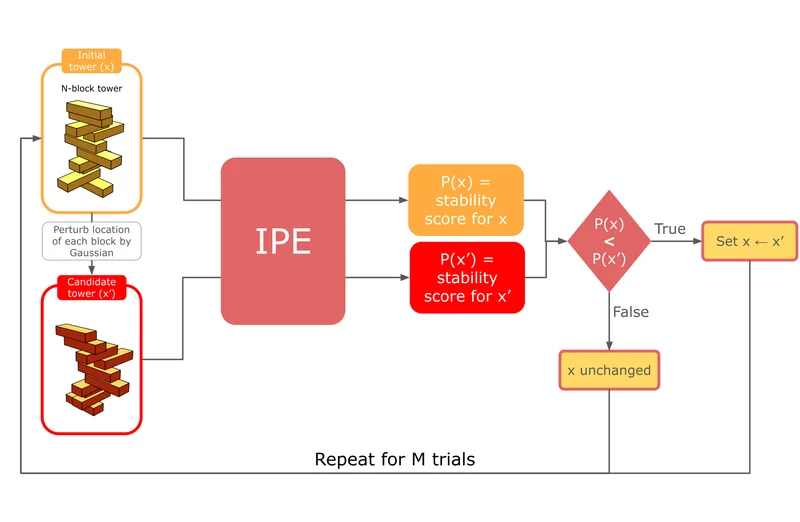 Initial
tower (x)
N-block tower
Perturb location
of each block by
Gaussian
Candidate
tower (x’)
IPE
P(x) =
stability
score for x
P(x’) =
stability
score for x’
P(x)
<
P(x’)
True
Set x ← x’
False
x unchanged
Repeat for M trials